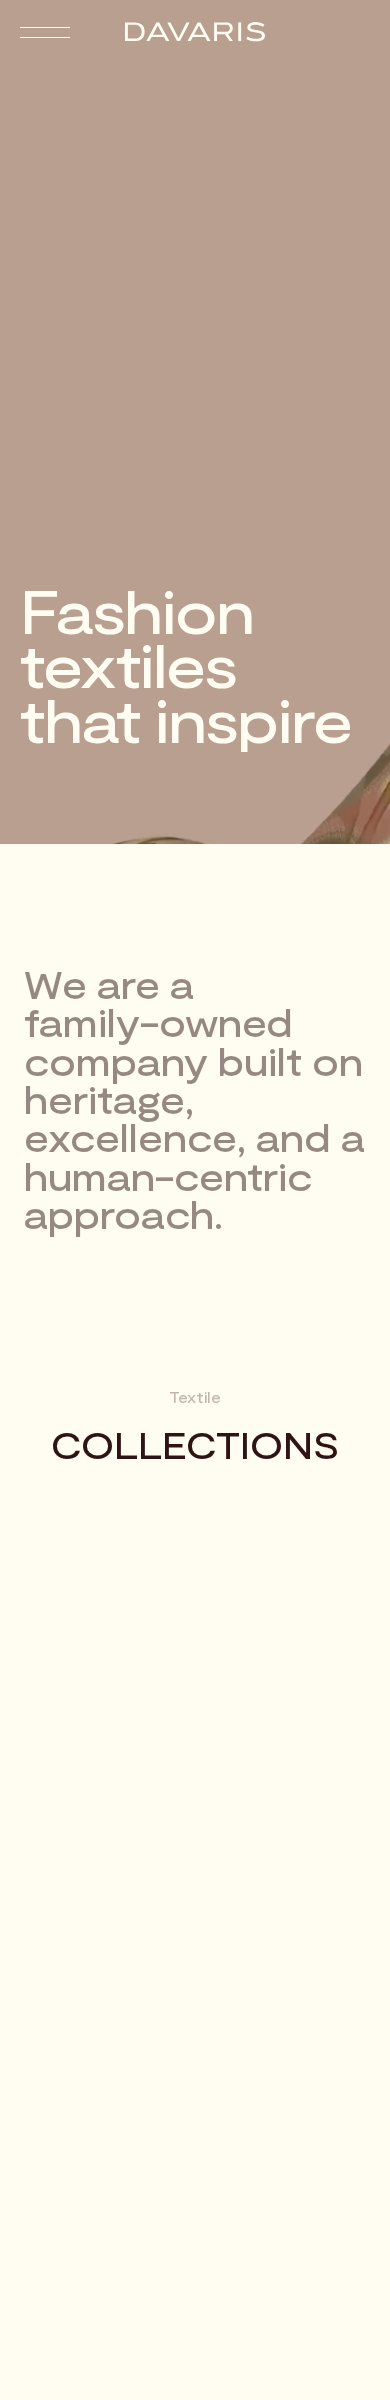 DAVARIS
Fashion
textiles
that inspire
We are a
family-owned
company built on
heritage,
excellence, and a
human-centric
approach.
Textile
COLLECTIONS